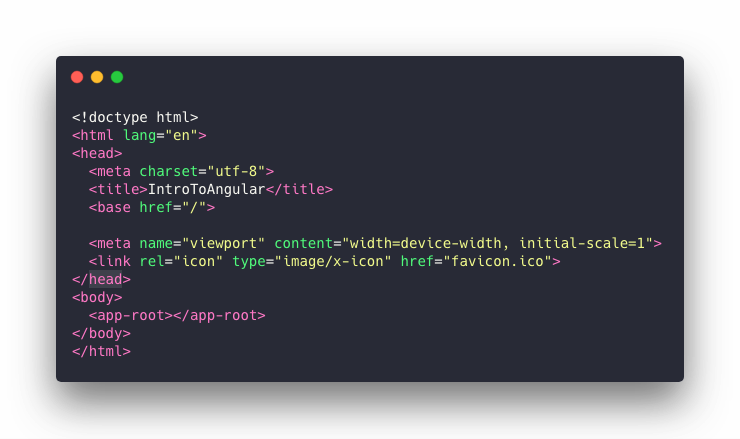 <!doctype html>
<html lang="en">
<head>
  <meta charset="utf-8">
  <title>IntroToAngular</title>
  <base href="/">

  <meta name="viewport" content="width=device-width, initial-scale=1">
  <link rel="icon" type="image/x-icon" href="favicon.ico">
</head>
<body>
  <app-root></app-root>
</body>
</html>